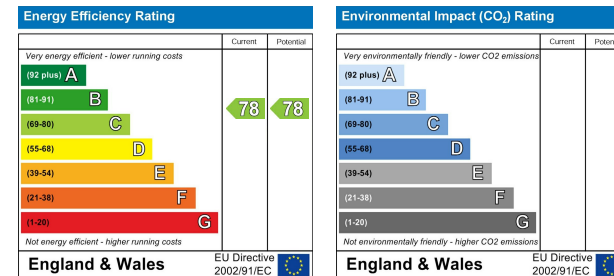 Energy Efficiency Rating
Current Potential
Very energy efficient - lower running costs
(92 plus) A
(81-91) B
(69-80) C
78 78
(55-68) D
(39-54) E
(21-38) F
(1-20) G
Not energy efficient - higher running costs
England & Wales
EU Directive
2002/91/EC
Environmental Impact (CO₂) Rating
Current Poten
Very environmentally friendly - lower CO2 emissions
(92 plus) A
(81-91) B
(69-80) C
(55-68) D
(39-54) E
(21-38) F
(1-20) G
Not environmentally friendly - higher CO2 emissions
England & Wales
EU Directive
2002/91/EC